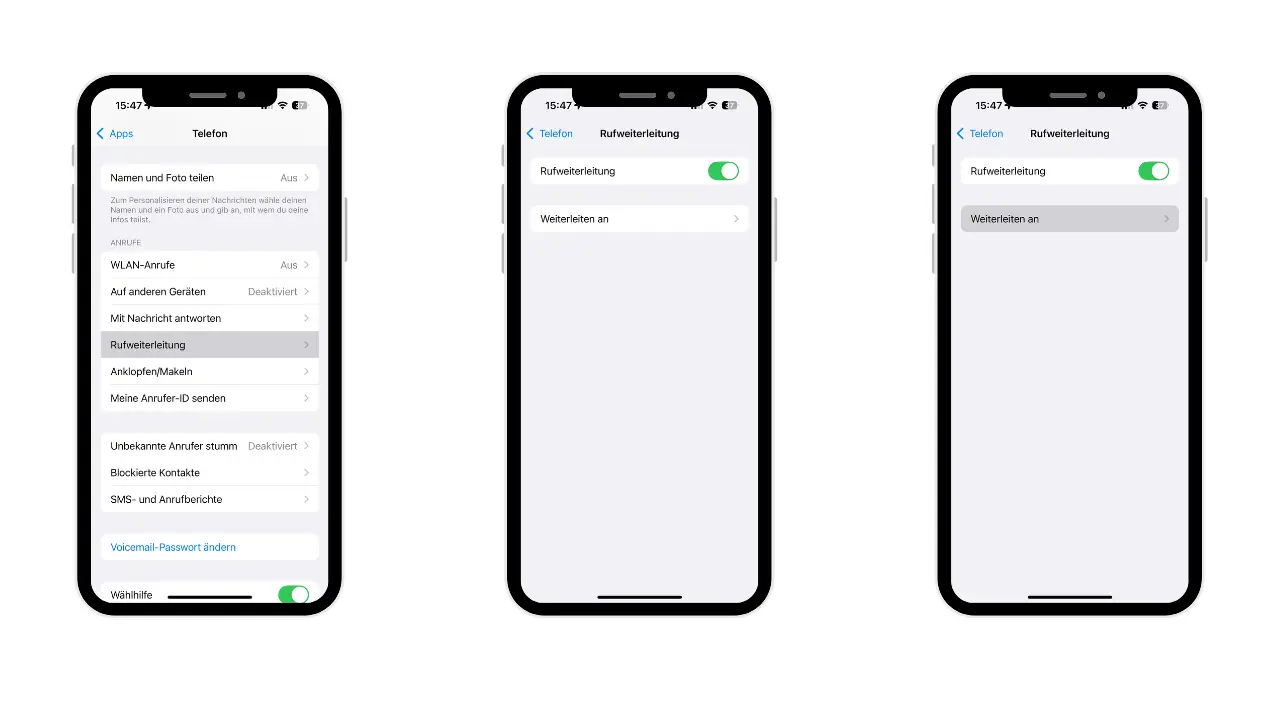 15:47
37
Apps
Telefon
Namen und Foto teilen Aus
Zum Personalisieren deiner Nachrichten wähle deinen
Namen und ein Foto aus und gib an, mit wem du deine
Infos teilst.
ANRUFE
WLAN-Anrufe Aus
Auf anderen Geräten Deaktiviert
Mit Nachricht antworten
Rufweiterleitung
Anklopfen/Makeln
Meine Anrufer-ID senden
Unbekannte Anrufer stumm Deaktiviert
Blockierte Kontakte
SMS- und Anrufberichte
Voicemail-Passwort ändern
Wählhilfe
15:47
37
Telefon
Rufweiterleitung
Rufweiterleitung
Weiterleiten an
15:47
37
Telefon
Rufweiterleitung
Rufweiterleitung
Weiterleiten an